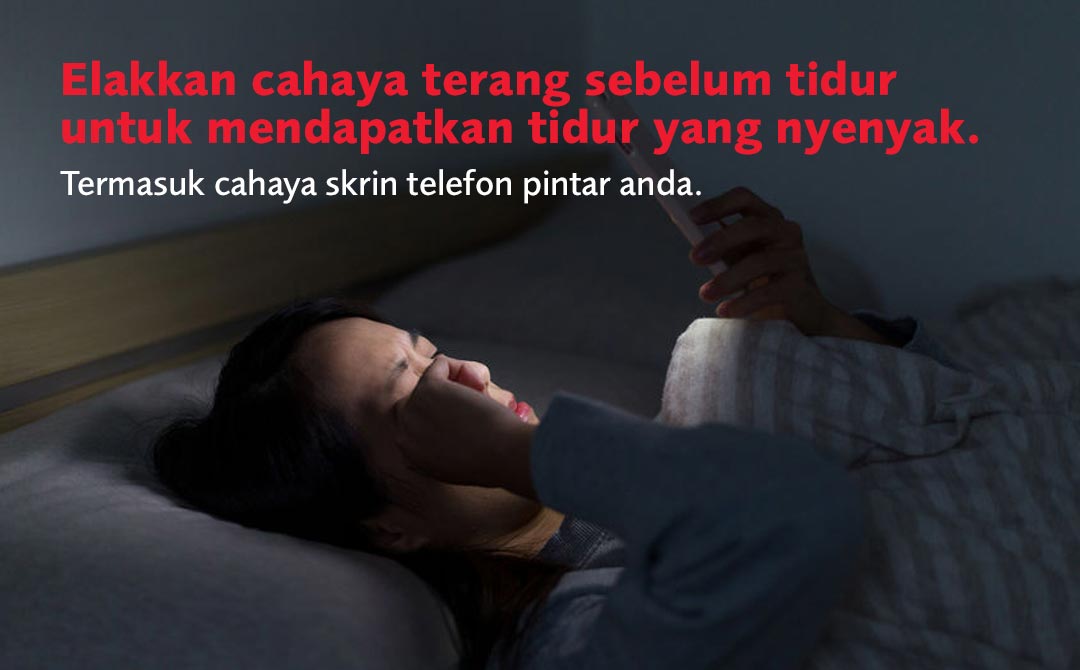 Elakkan cahaya terang sebelum tidur
untuk mendapatkan tidur yang nyenyak.
Termasuk cahaya skrin telefon pintar anda.